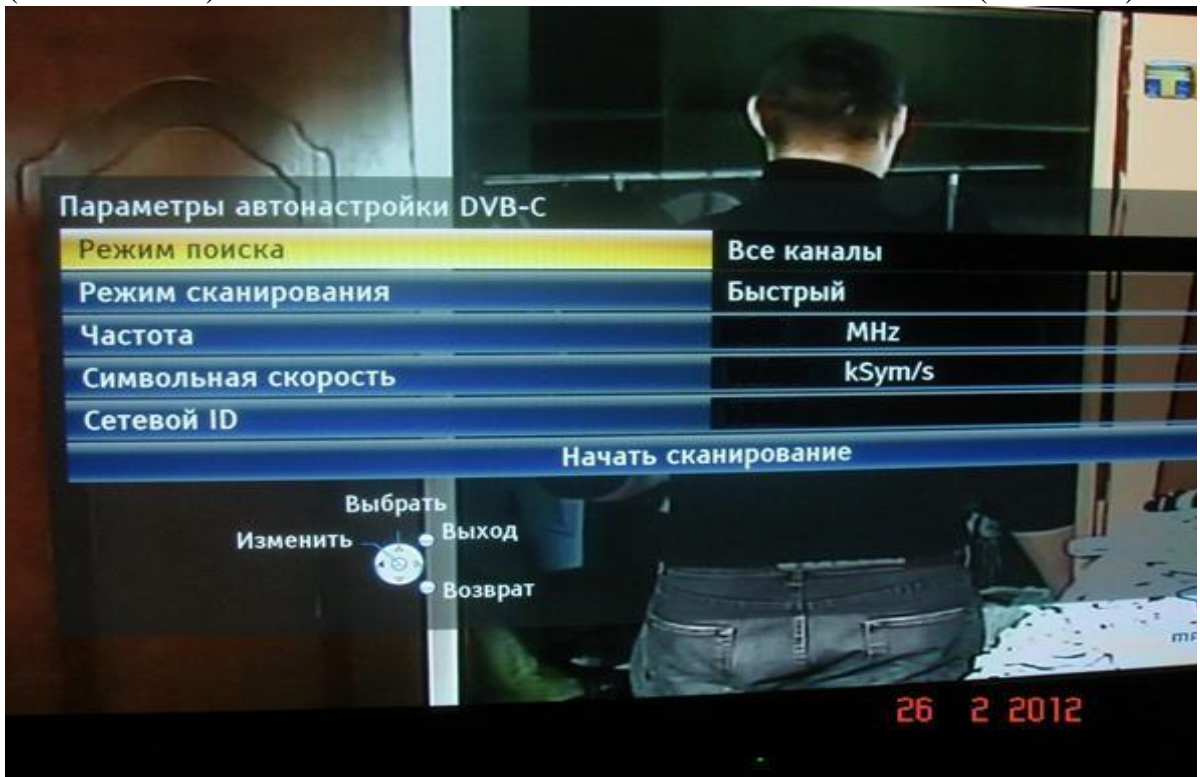 Параметры автонастройки DVB-C
Режим поиска Все каналы
Режим сканирования Быстрый
Частота MHz
Символьная скорость kSym/s
Сетевой ID
Начать сканирование
Выбрать
Изменить Выход
Возврат
26 2 2012